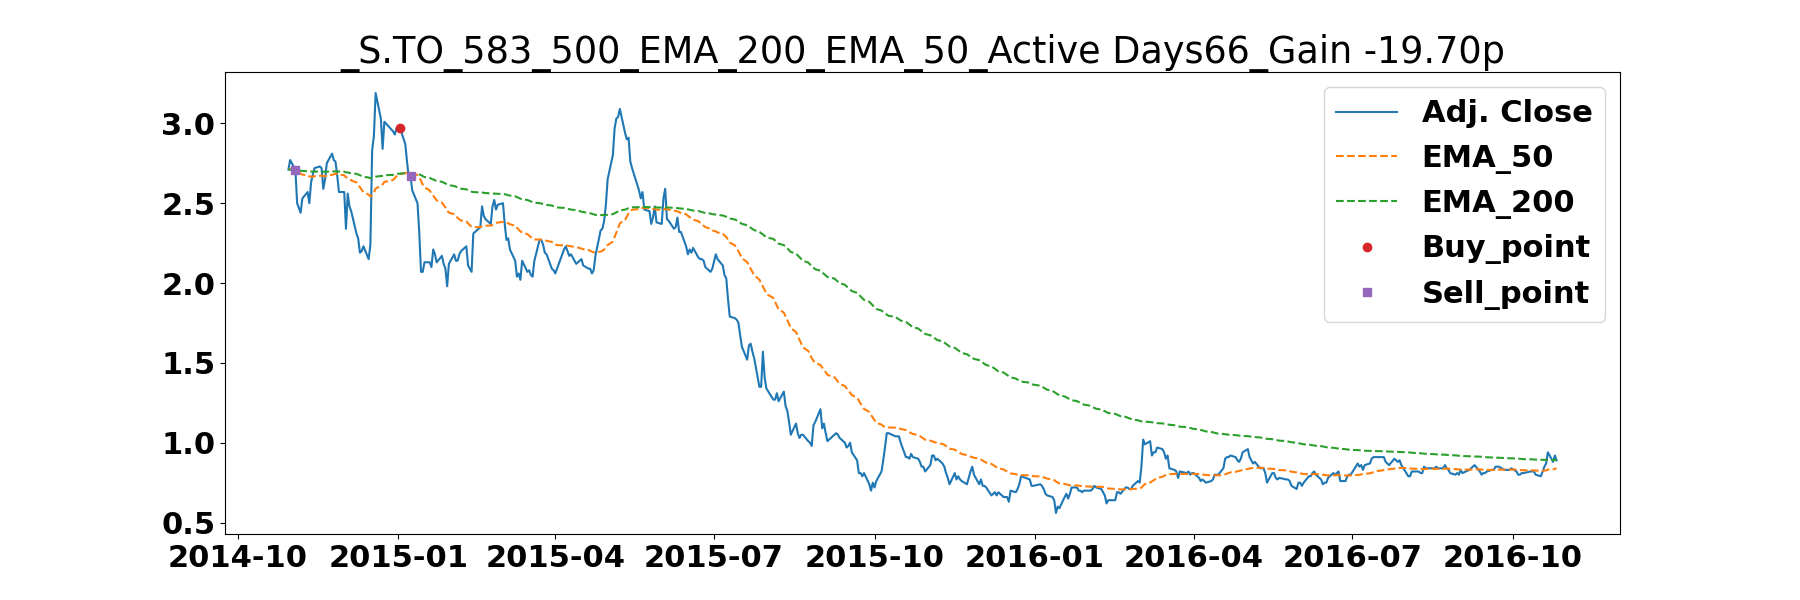 _S.TO_583_500_EMA_200_EMA_50_Active Days66_Gain -19.70p
Adj. Close
EMA_50
EMA_200
Buy_point
Sell_point
3.0
2.5
2.0
1.5
1.0
0.5
2014-10 2015-01 2015-04 2015-07 2015-10 2016-01 2016-04 2016-07 2016-10